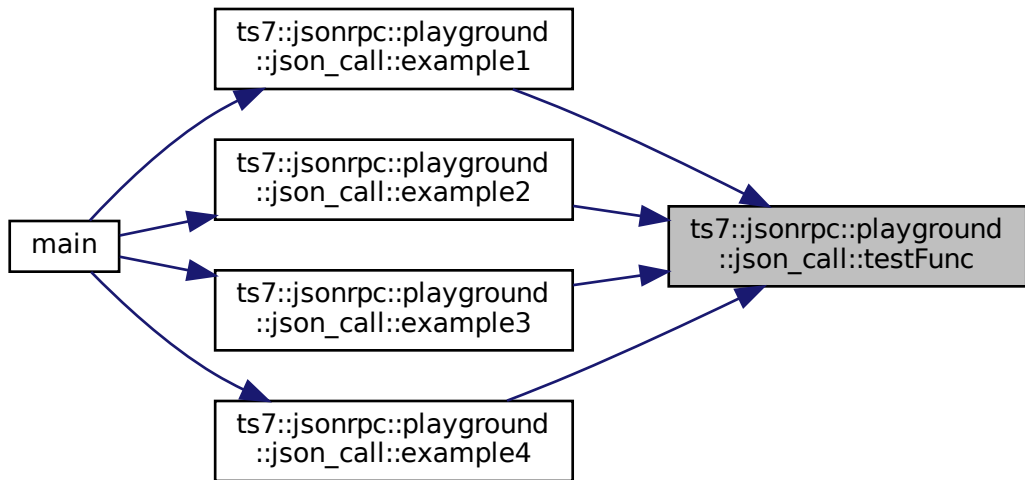 ts7::jsonrpc::playground
::json_call::example1
ts7::jsonrpc::playground
::json_call::example2
main
ts7::jsonrpc::playground
::json_call::testFunc
ts7::jsonrpc::playground
::json_call::example3
ts7::jsonrpc::playground
::json_call::example4